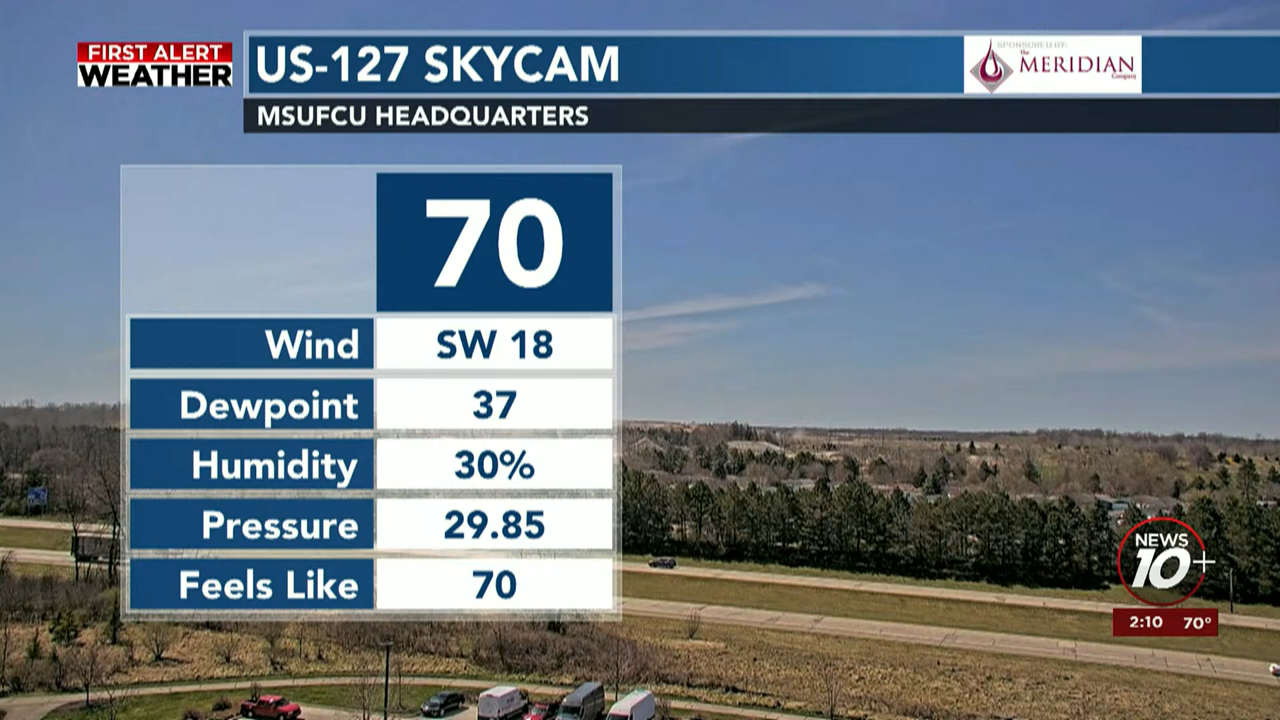 FIRST ALERT
WEATHER
US-127 SKYCAM
SPONSORED BY:
The
MERIDIAN
Company
MSUFCU HEADQUARTERS
70
Wind SW 18
Dewpoint 37
Humidity 30%
Pressure 29.85
Feels Like 70
NEWS
10+
2:10 70°